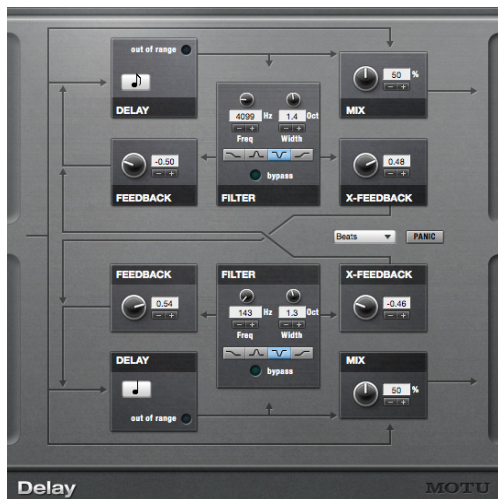 out of range
DELAY
50 %
MIX
4099 Hz 1.4 Oct
Freq Width
bypass
FILTER
-0.50
FEEDBACK
0.48
X-FEEDBACK
Beats PANIC
FEEDBACK
0.54
FILTER
143 Hz 1.3 Oct
Freq Width
bypass
X-FEEDBACK
-0.46
DELAY
out of range
MIX
50 %
Delay MOTU